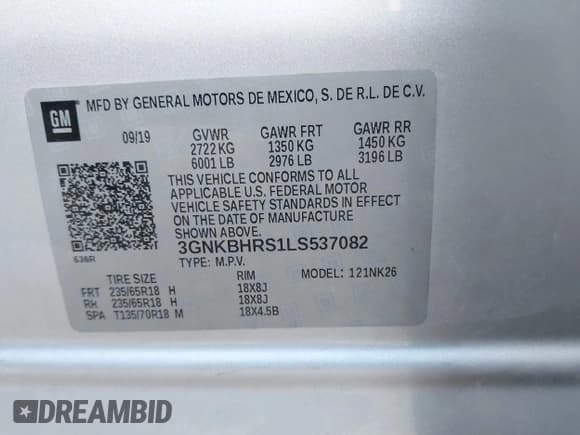 GM
MFD BY GENERAL MOTORS DE MEXICO, S. DE R.L. DE C.V.
09/19 GVWR GAWR FRT GAWR RR
2722 KG 1350 KG 1450 KG
6001 LB 2976 LB 3196 LB
THIS VEHICLE CONFORMS TO ALL
APPLICABLE U.S. FEDERAL MOTOR
VEHICLE SAFETY STANDARDS IN EFFECT
ON THE DATE OF MANUFACTURE
SHOWN ABOVE.
636R
3GNKBHRS1LS537082
TYPE: M.P.V. MODEL: 121NK26
TIRE SIZE RIM
FRT 235/65R18 H 18X8J
RR 235/65R18 H 18X8J
SPA T135/70R18 M 18X4.5B
DREAMBID